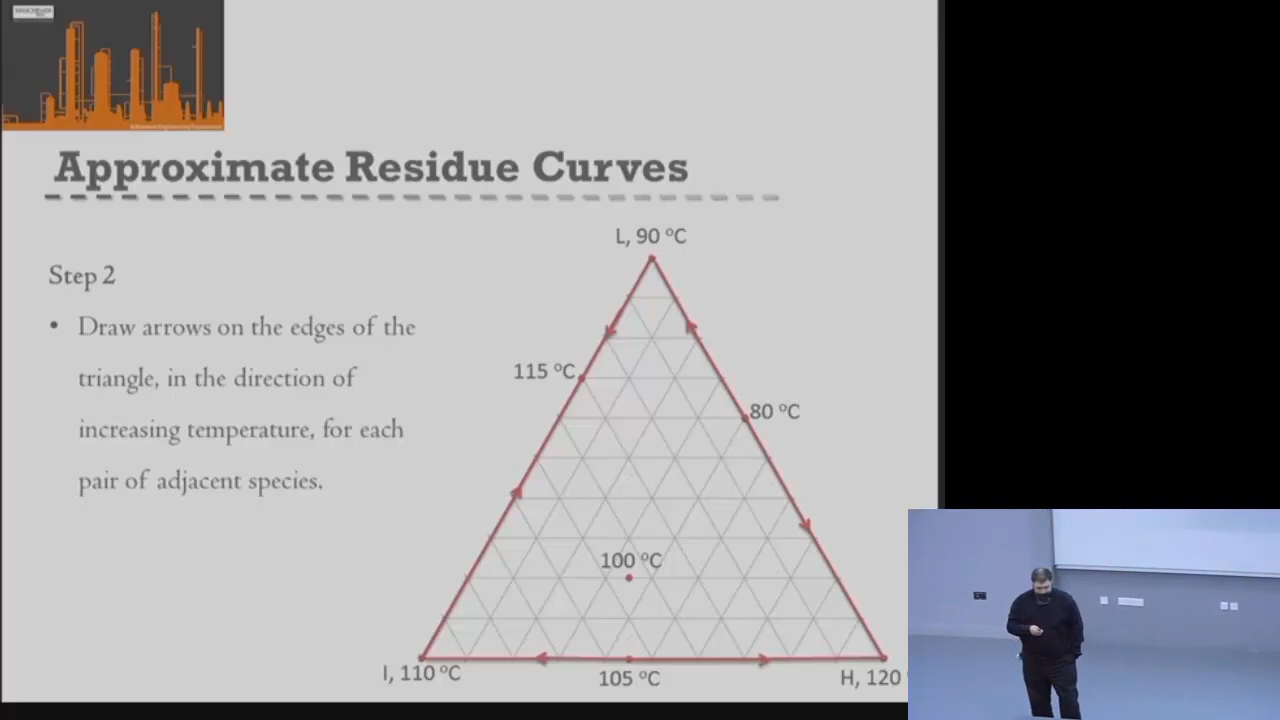 MANCHESTER
Approximate Residue Curves
L, 90 °C
Step 2
• Draw arrows on the edges of the
triangle, in the direction of
increasing temperature, for each
pair of adjacent species.
115 °C
80 °C
100 °C
I, 110 °C
105 °C
H, 120 °